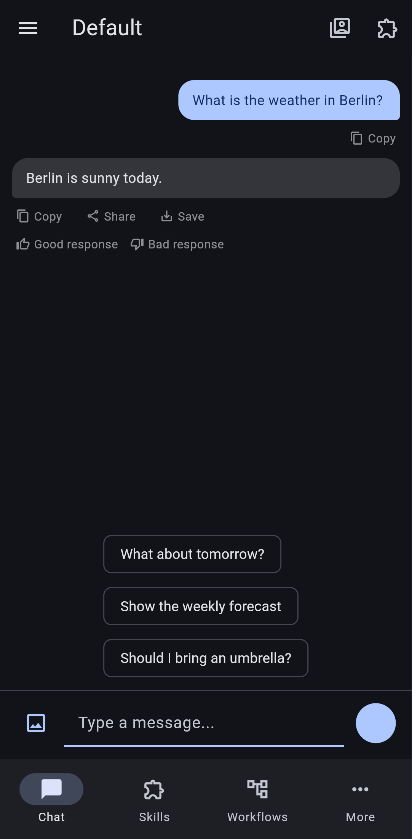 Default
What is the weather in Berlin?
Copy
Berlin is sunny today.
Copy Share Save
Good response Bad response
What about tomorrow?
Show the weekly forecast
Should I bring an umbrella?
Type a message...
Chat Skills Workflows More